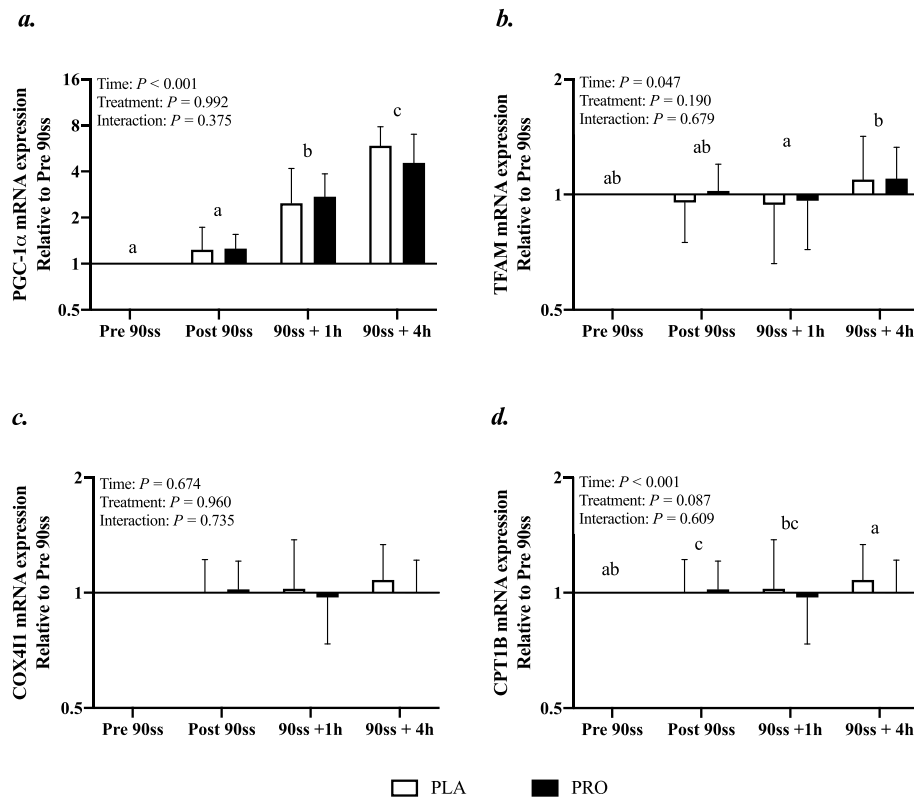 a.
PGC-1α mRNA expression
Relative to Pre 90ss
16
8
4
2
1
0.5
Time: P < 0.001
Treatment: P = 0.992
Interaction: P = 0.375
a
a
b
c
Pre 90ss
Post 90ss
90ss + 1h
90ss + 4h
b.
TFAM mRNA expression
Relative to Pre 90ss
2
1
0.5
Time: P = 0.047
Treatment: P = 0.190
Interaction: P = 0.679
ab
ab
a
b
Pre 90ss
Post 90ss
90ss + 1h
90ss + 4h
c.
COX4I1 mRNA expression
Relative to Pre 90ss
2
1
0.5
Time: P = 0.674
Treatment: P = 0.960
Interaction: P = 0.735
Pre 90ss
Post 90ss
90ss +1h
90ss + 4h
d.
CPT1B mRNA expression
Relative to Pre 90ss
2
1
0.5
Time: P < 0.001
Treatment: P = 0.087
Interaction: P = 0.609
ab
c
bc
a
Pre 90ss
Post 90ss
90ss +1h
90ss + 4h
PLA
PRO